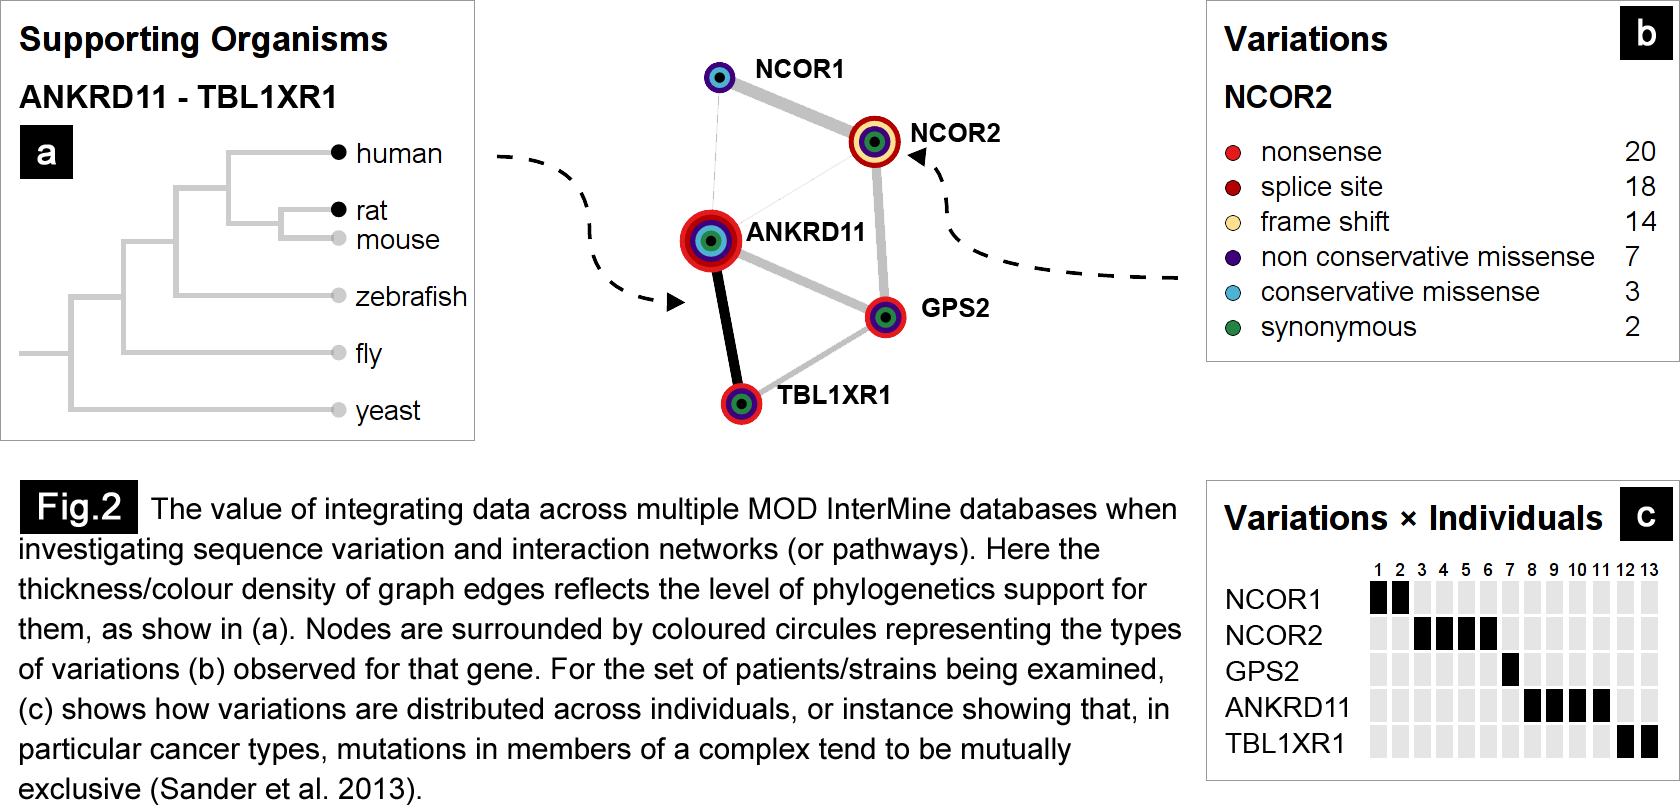 Supporting Organisms
ANKRD11 - TBL1XR1
a
human
rat
mouse
zebrafish
fly
yeast
NCOR1
NCOR2
ANKRD11
GPS2
TBL1XR1
Variations
b
NCOR2
nonsense 20
splice site 18
frame shift 14
non conservative missense 7
conservative missense 3
synonymous 2
Fig.2 The value of integrating data across multiple MOD InterMine databases when
investigating sequence variation and interaction networks (or pathways). Here the
thickness/colour density of graph edges reflects the level of phylogenetics support for
them, as show in (a). Nodes are surrounded by coloured circules representing the types
of variations (b) observed for that gene. For the set of patients/strains being examined,
(c) shows how variations are distributed across individuals, or instance showing that, in
particular cancer types, mutations in members of a complex tend to be mutually
exclusive (Sander et al. 2013).
Variations × Individuals
c
1 2 3 4 5 6 7 8 9 10 11 12 13
NCOR1
NCOR2
GPS2
ANKRD11
TBL1XR1